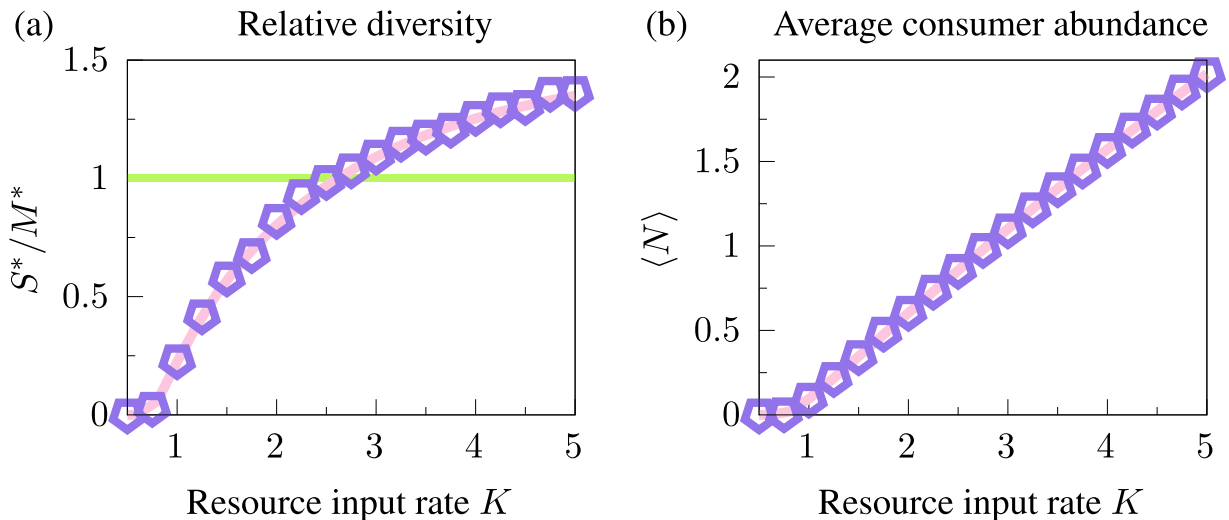 (a) Relative diversity
1.5
1
0.5
0
S*/M*
1 2 3 4 5
Resource input rate K
(b) Average consumer abundance
2
1.5
1
0.5
0
⟨N⟩
1 2 3 4 5
Resource input rate K